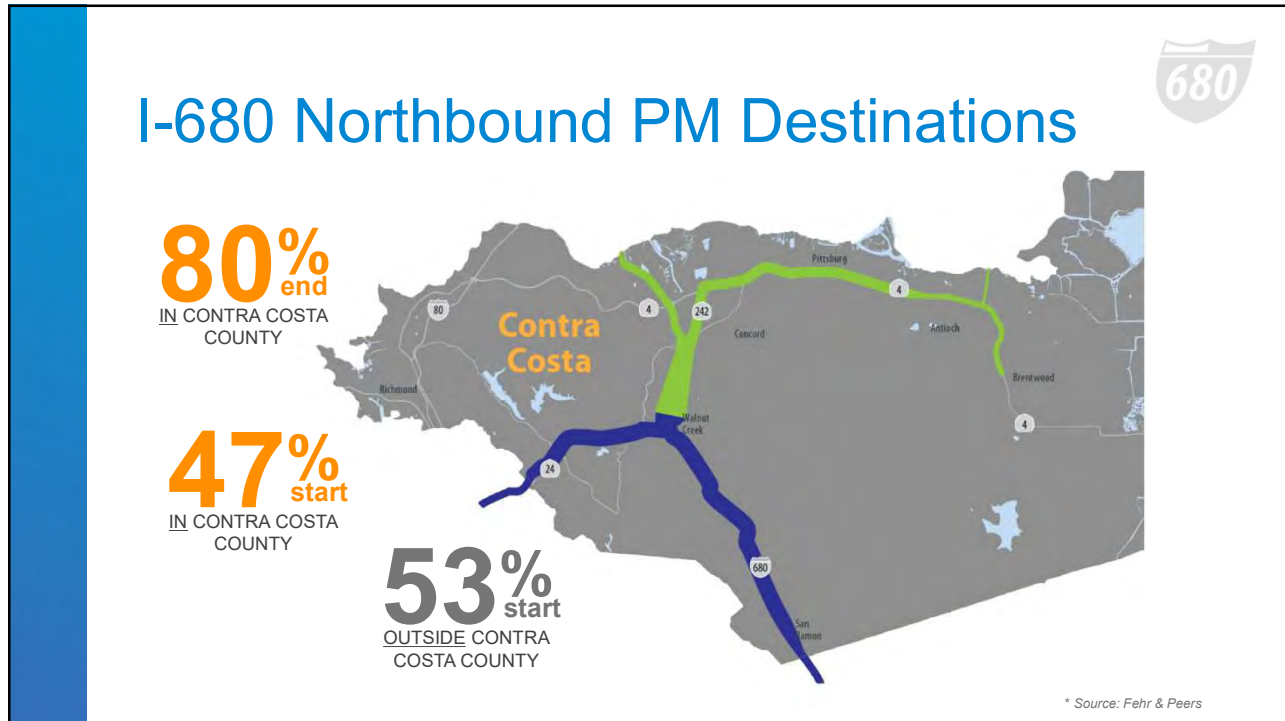 680
I-680 Northbound PM Destinations
80%
end
IN CONTRA COSTA
COUNTY
47%
start
IN CONTRA COSTA
COUNTY
53%
start
OUTSIDE CONTRA
COSTA COUNTY
Contra
Costa
80
4
242
Pittsburg
4
Concord
Antioch
Richmond
Brentwood
Walnut
Creek
4
24
680
San
Ramon
* Source: Fehr & Peers